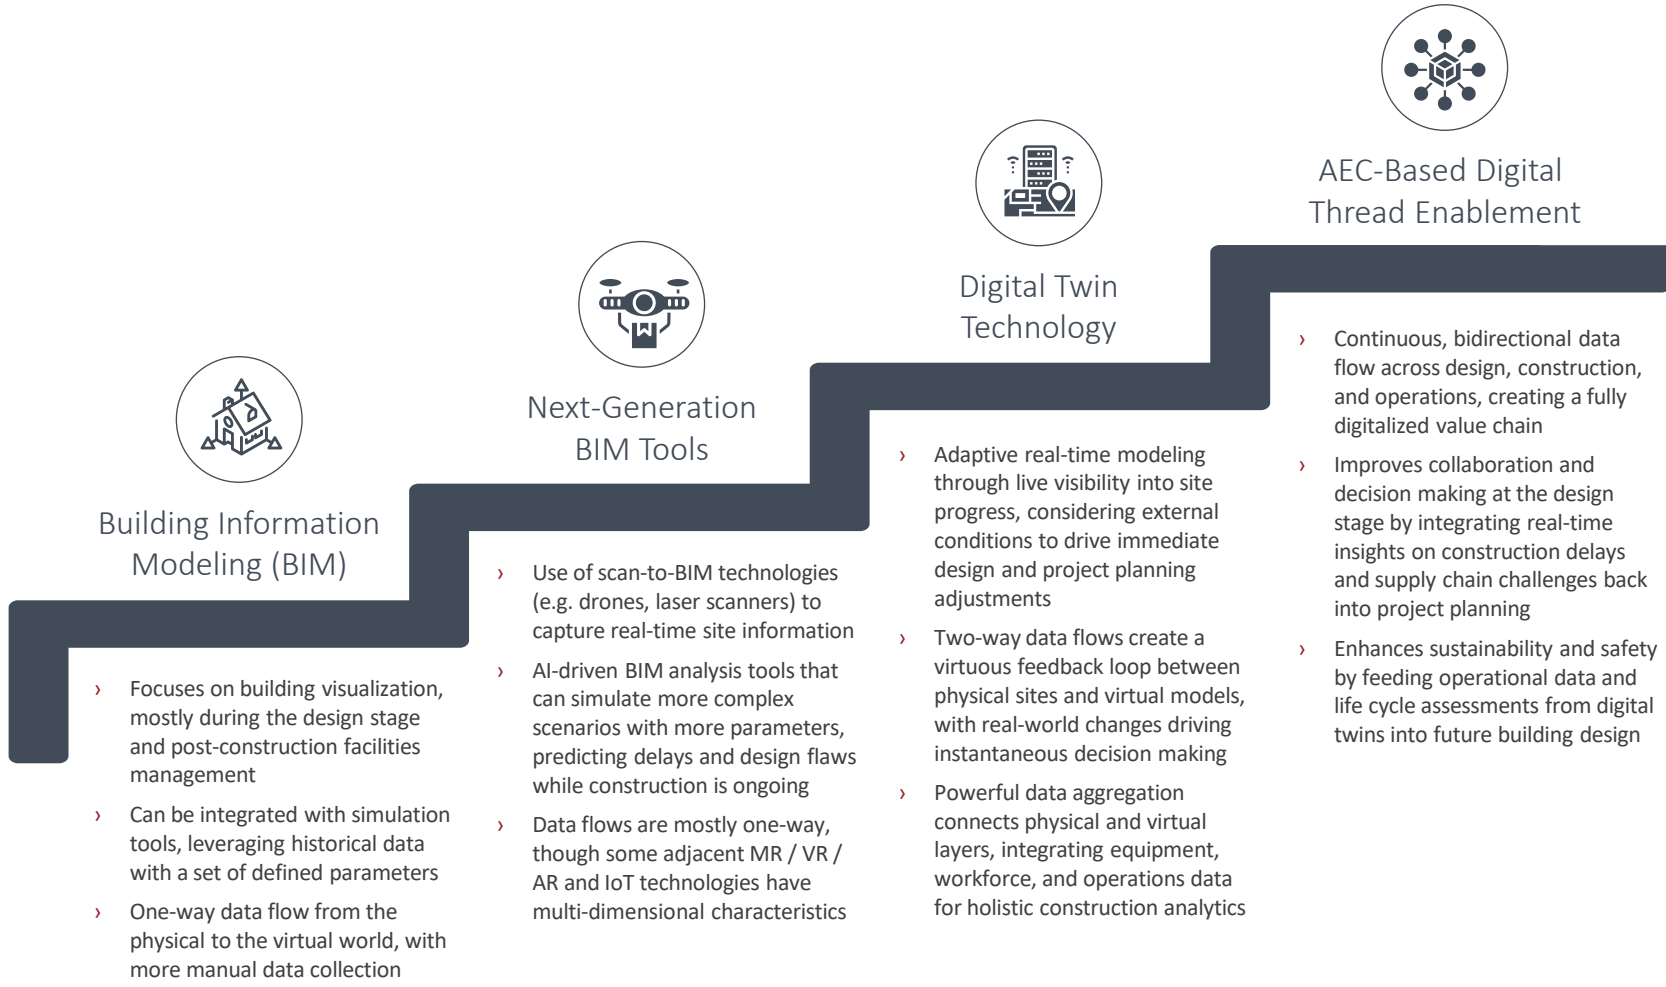 Building Information
Modeling (BIM)
› Focuses on building visualization,
mostly during the design stage
and post-construction facilities
management
› Can be integrated with simulation
tools, leveraging historical data
with a set of defined parameters
› One-way data flow from the
physical to the virtual world, with
more manual data collection
Next-Generation
BIM Tools
› Use of scan-to-BIM technologies
(e.g. drones, laser scanners) to
capture real-time site information
› AI-driven BIM analysis tools that
can simulate more complex
scenarios with more parameters,
predicting delays and design flaws
while construction is ongoing
› Data flows are mostly one-way,
though some adjacent MR / VR /
AR and IoT technologies have
multi-dimensional characteristics
Digital Twin
Technology
› Adaptive real-time modeling
through live visibility into site
progress, considering external
conditions to drive immediate
design and project planning
adjustments
› Two-way data flows create a
virtuous feedback loop between
physical sites and virtual models,
with real-world changes driving
instantaneous decision making
› Powerful data aggregation
connects physical and virtual
layers, integrating equipment,
workforce, and operations data
for holistic construction analytics
AEC-Based Digital
Thread Enablement
› Continuous, bidirectional data
flow across design, construction,
and operations, creating a fully
digitalized value chain
› Improves collaboration and
decision making at the design
stage by integrating real-time
insights on construction delays
and supply chain challenges back
into project planning
› Enhances sustainability and safety
by feeding operational data and
life cycle assessments from digital
twins into future building design